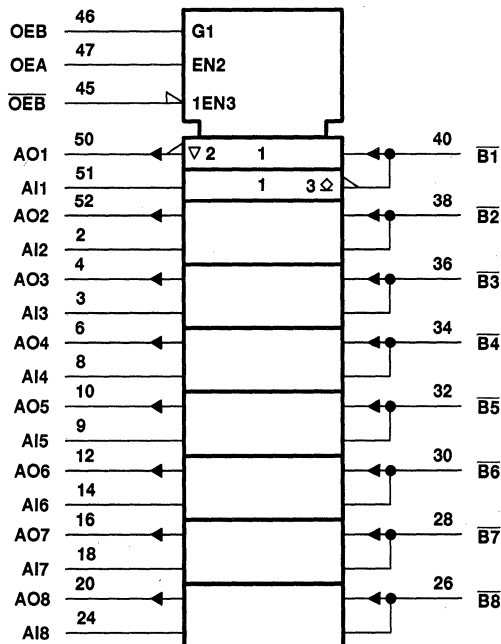 OEB 46 G1
OEA 47 EN2
OEB 45 1EN3
AO1 50 ▽ 2 1 40 B1
AI1 51 1 3 ◇
AO2 52 38 B2
AI2 2
AO3 4 36 B3
AI3 3
AO4 6 34 B4
AI4 8
AO5 10 32 B5
AI5 9
AO6 12 30 B6
AI6 14
AO7 16 28 B7
AI7 18
AO8 20 26 B8
AI8 24